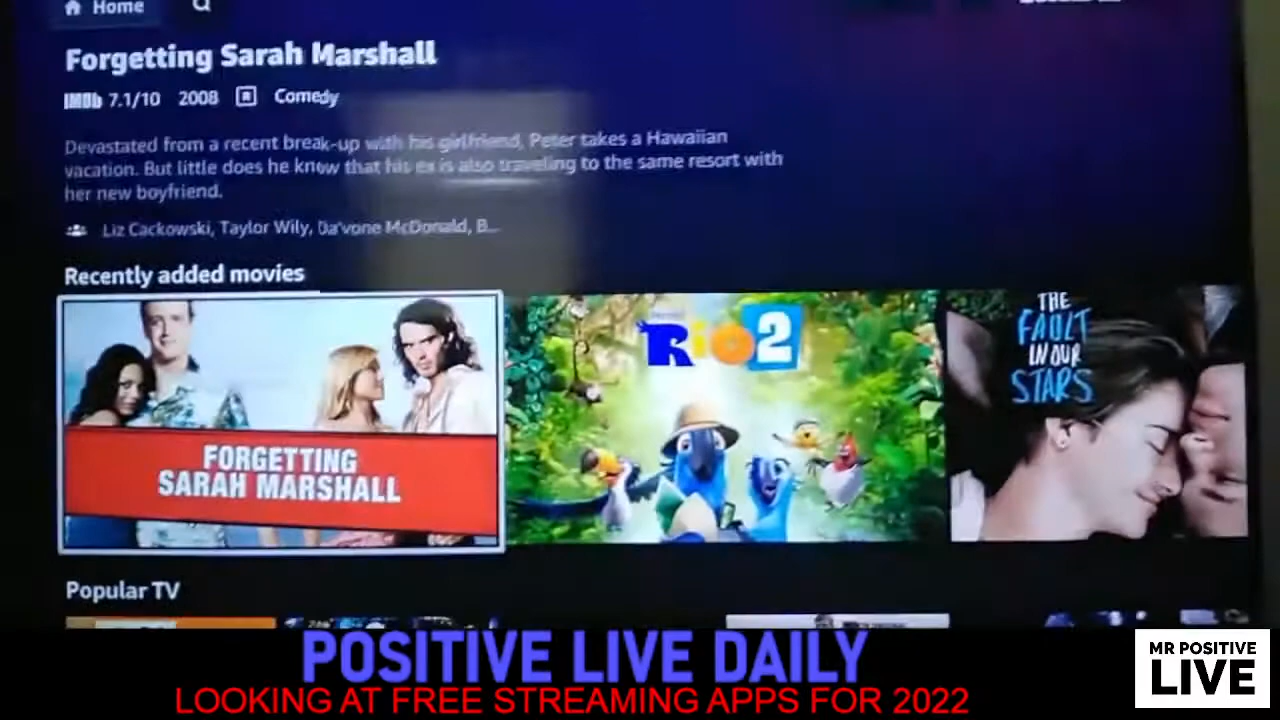 Home
Forgetting Sarah Marshall
IMDb 7.1/10 2008 R Comedy
Devastated from a recent break-up with his girlfriend, Peter takes a Hawaiian
vacation. But little does he know that his ex is also traveling to the same resort with
her new boyfriend.
Liz Cackowski, Taylor Wily, Da'vone McDonald, B...
Recently added movies
FORGETTING
SARAH MARSHALL
RIO2
THE
FAULT
IN OUR
STARS
Popular TV
POSITIVE LIVE DAILY
LOOKING AT FREE STREAMING APPS FOR 2022
MR POSITIVE
LIVE